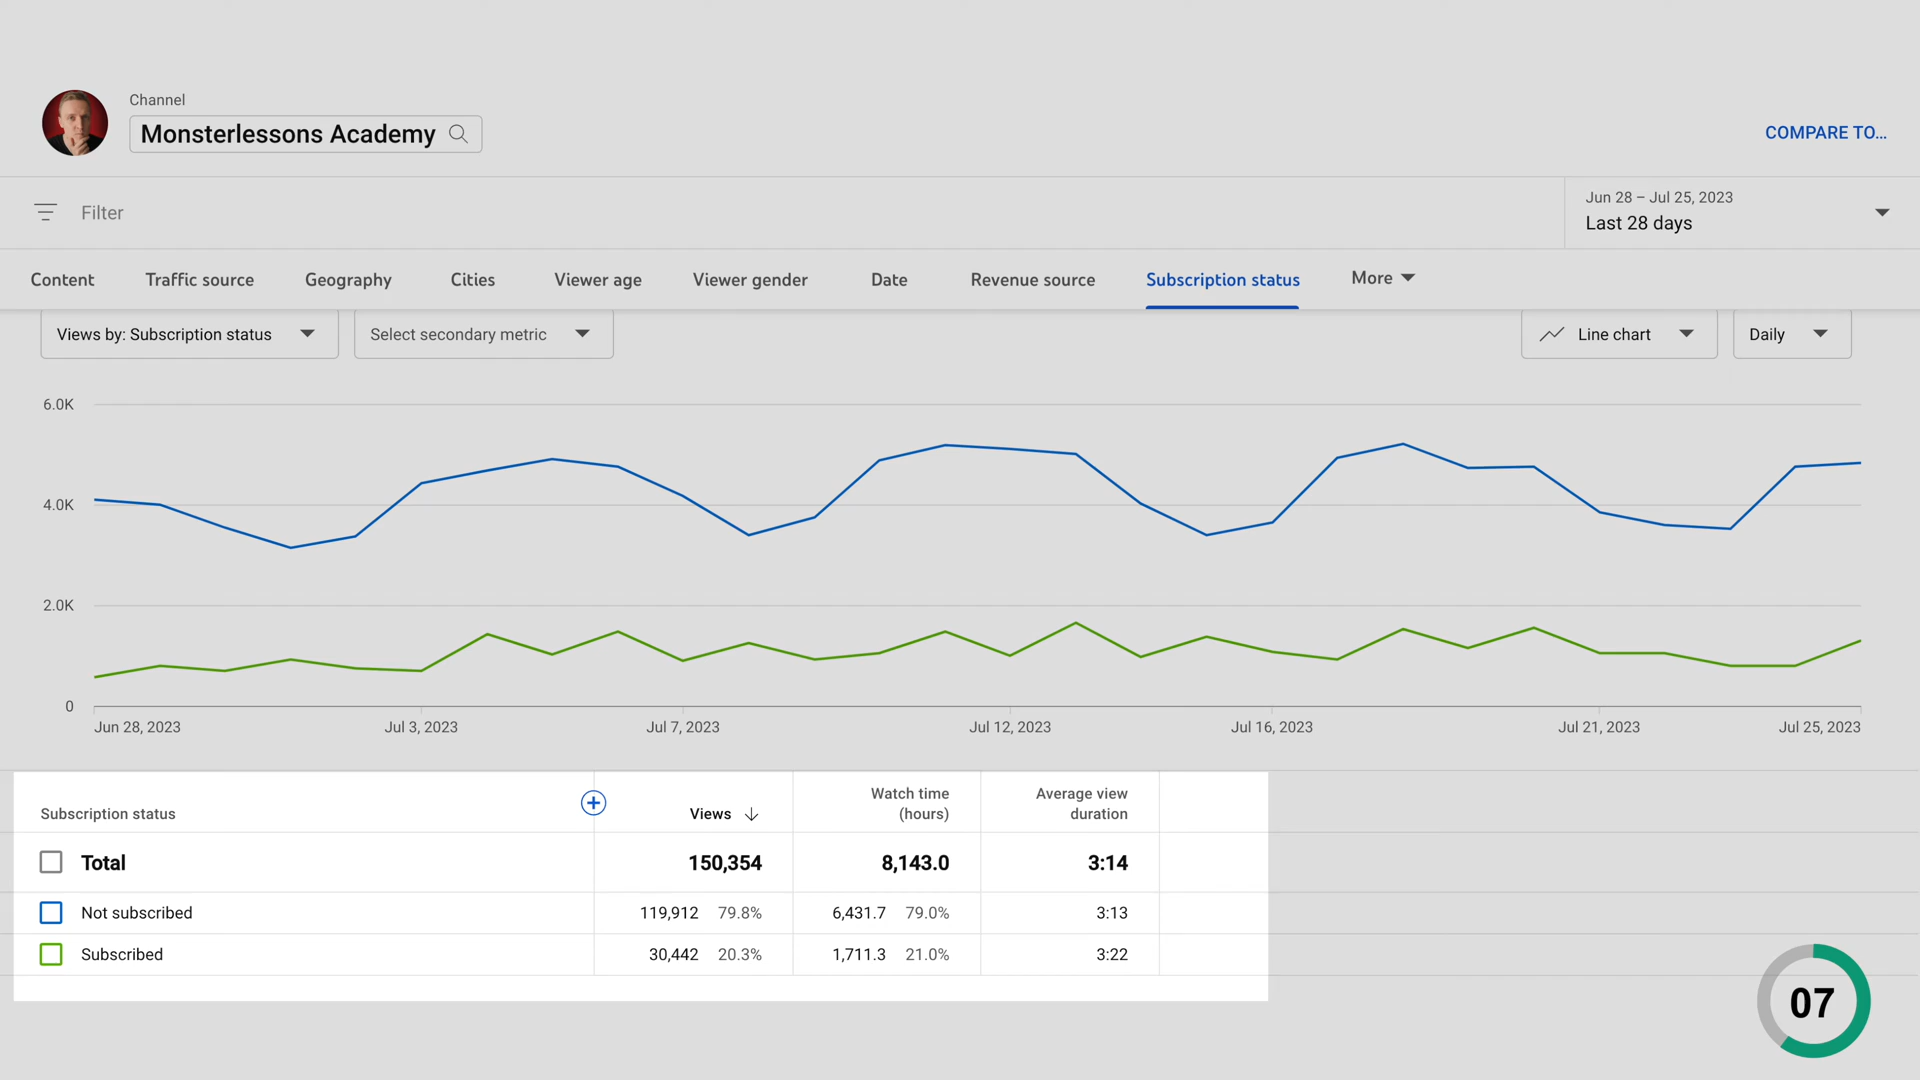 Channel
Monsterlessons Academy
COMPARE TO...
Filter
Jun 28 – Jul 25, 2023
Last 28 days
Content Traffic source Geography Cities Viewer age Viewer gender Date Revenue source Subscription status More
Views by: Subscription status Select secondary metric Line chart Daily
6.0K
4.0K
2.0K
0
Jun 28, 2023 Jul 3, 2023 Jul 7, 2023 Jul 12, 2023 Jul 16, 2023 Jul 21, 2023 Jul 25, 2023
Subscription status Views Watch time (hours) Average view duration
Total 150,354 8,143.0 3:14
Not subscribed 119,912 79.8% 6,431.7 79.0% 3:13
Subscribed 30,442 20.3% 1,711.3 21.0% 3:22
07